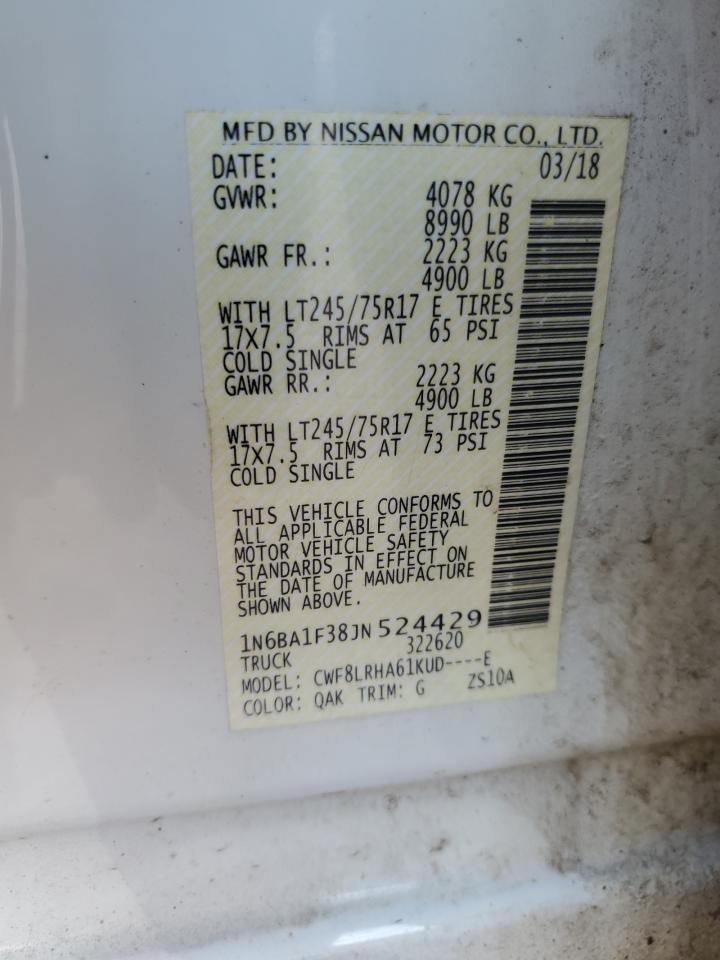 MFD BY NISSAN MOTOR CO., LTD.
DATE: 03/18
GVWR: 4078 KG
8990 LB
GAWR FR.: 2223 KG
4900 LB
WITH LT245/75R17 E TIRES
17X7.5 RIMS AT 65 PSI
COLD SINGLE
GAWR RR.: 2223 KG
4900 LB
WITH LT245/75R17 E TIRES
17X7.5 RIMS AT 73 PSI
COLD SINGLE
THIS VEHICLE CONFORMS TO
ALL APPLICABLE FEDERAL
MOTOR VEHICLE SAFETY
STANDARDS IN EFFECT ON
THE DATE OF MANUFACTURE
SHOWN ABOVE.
1N6BA1F38JN524429
TRUCK 322620
MODEL: CWF8LRHA61KUD----E
COLOR: QAK TRIM: G ZS10A